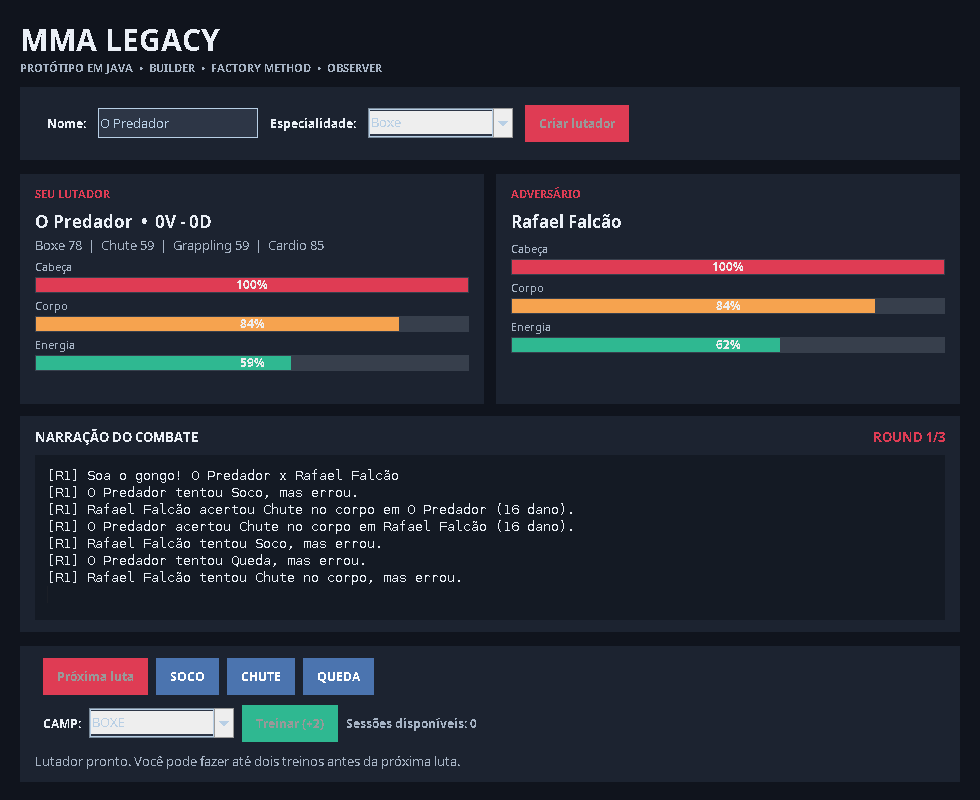 MMA LEGACY
PROTÓTIPO EM JAVA • BUILDER • FACTORY METHOD • OBSERVER
Nome: O Predador Especialidade: Boxe Criar lutador
SEU LUTADOR
O Predador • 0V - 0D
Boxe 78 | Chute 59 | Grappling 59 | Cardio 85
Cabeça
100%
Corpo
84%
Energia
59%
ADVERSÁRIO
Rafael Falcão
Cabeça
100%
Corpo
84%
Energia
62%
NARRAÇÃO DO COMBATE ROUND 1/3
[R1] Soa o gongo! O Predador x Rafael Falcão
[R1] O Predador tentou Soco, mas errou.
[R1] Rafael Falcão acertou Chute no corpo em O Predador (16 dano).
[R1] O Predador acertou Chute no corpo em Rafael Falcão (16 dano).
[R1] Rafael Falcão tentou Soco, mas errou.
[R1] O Predador tentou Queda, mas errou.
[R1] Rafael Falcão tentou Chute no corpo, mas errou.
Próxima luta SOCO CHUTE QUEDA
CAMP: BOXE Treinar (+2) Sessões disponíveis: 0
Lutador pronto. Você pode fazer até dois treinos antes da próxima luta.